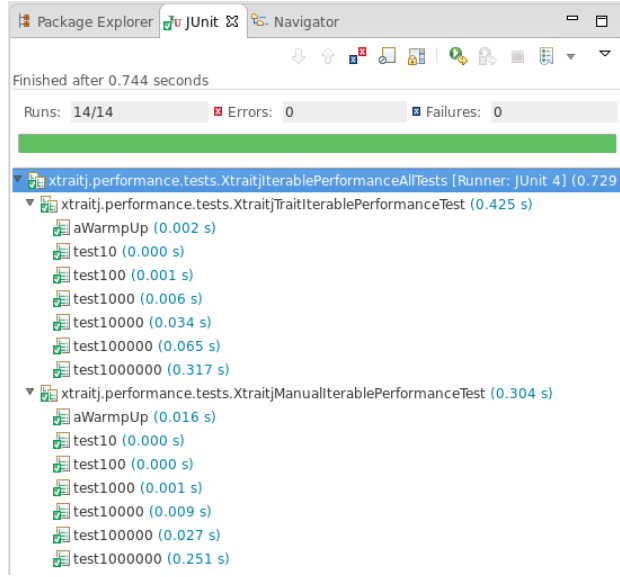 Package Explorer JUnit Navigator
Finished after 0.744 seconds
Runs: 14/14 Errors: 0 Failures: 0
xtraitj.performance.tests.XtraitjIterablePerformanceAllTests [Runner: JUnit 4] (0.729
xtraitj.performance.tests.XtraitjTraitIterablePerformanceTest (0.425 s)
aWarmpUp (0.002 s)
test10 (0.000 s)
test100 (0.001 s)
test1000 (0.006 s)
test10000 (0.034 s)
test100000 (0.065 s)
test1000000 (0.317 s)
xtraitj.performance.tests.XtraitjManualIterablePerformanceTest (0.304 s)
aWarmpUp (0.016 s)
test10 (0.000 s)
test100 (0.000 s)
test1000 (0.001 s)
test10000 (0.009 s)
test100000 (0.027 s)
test1000000 (0.251 s)